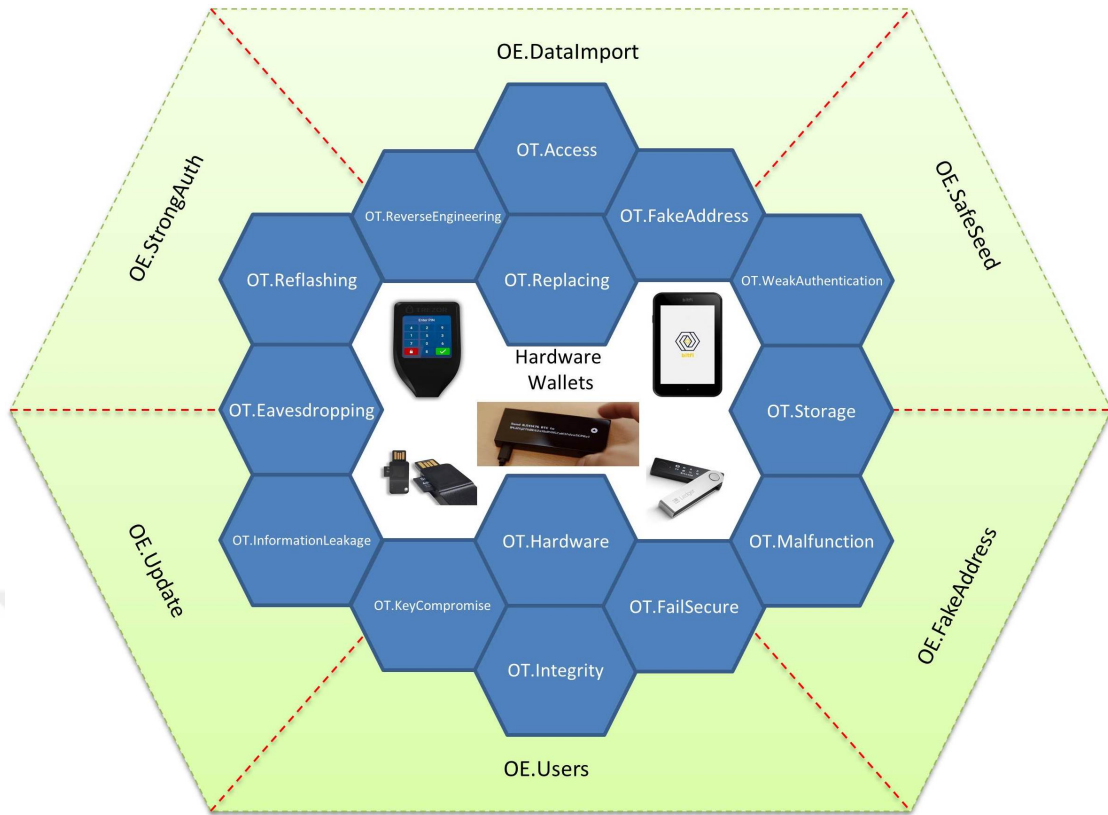 OE.DataImport
OT.Access
OE.StrongAuth
OT.ReverseEngineering
OT.FakeAddress
OE.SafeSeed
OT.Reflashing
OT.Replacing
OT.WeakAuthentication
Enter PIN
Hardware
Wallets
OT.Eavesdropping
OT.Storage
OE.Update
OT.InformationLeakage
OT.Hardware
OT.Malfunction
OE.FakeAddress
OT.KeyCompromise
OT.FailSecure
OT.Integrity
OE.Users